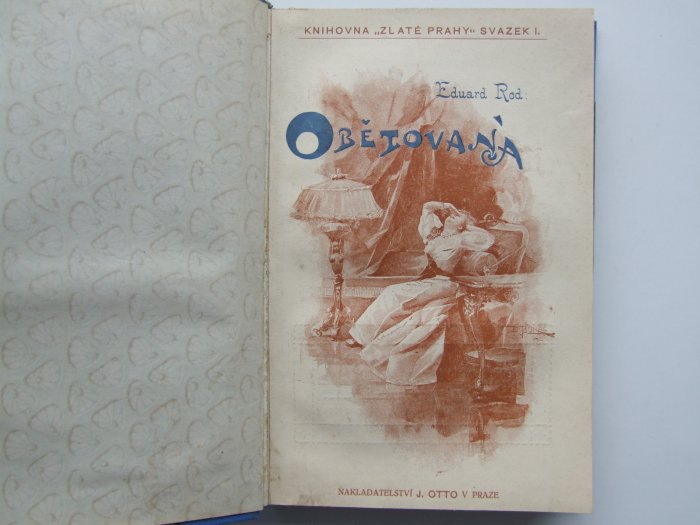 KNIHOVNA „ZLATÉ PRAHY“ SVAZEK I.
Eduard Rod.
OBĚTOVANÁ
NAKLADATELSTVÍ J. OTTO V PRAZE